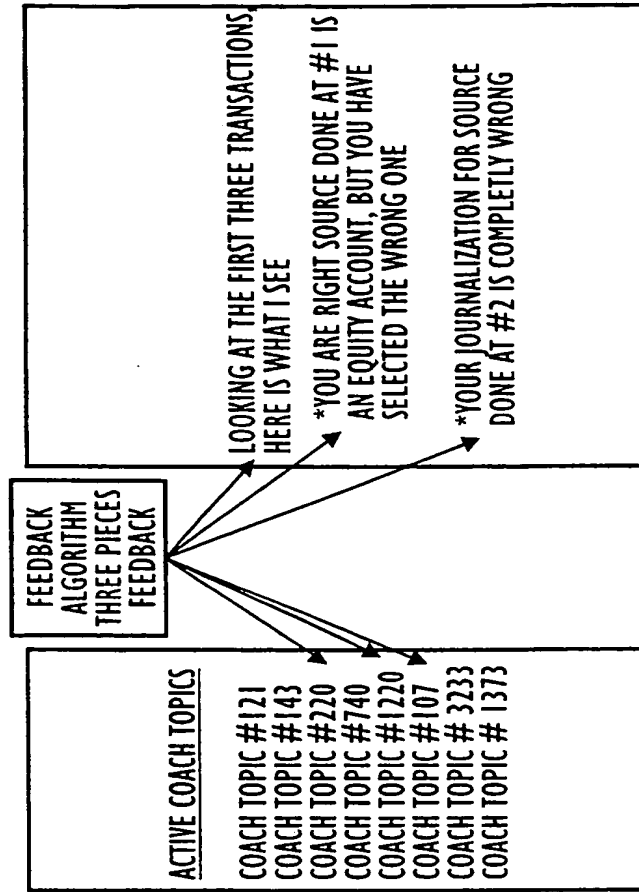 ACTIVE COACH TOPICS
COACH TOPIC #121
COACH TOPIC #143
COACH TOPIC #220
COACH TOPIC #740
COACH TOPIC #1220
COACH TOPIC #107
COACH TOPIC # 3233
COACH TOPIC # 1373
FEEDBACK
ALGORITHM
THREE PIECES
FEEDBACK
LOOKING AT THE FIRST THREE TRANSACTIONS,
HERE IS WHAT I SEE
*YOU ARE RIGHT SOURCE DONE AT #1 IS
AN EQUITY ACCOUNT, BUT YOU HAVE
SELECTED THE WRONG ONE
*YOUR JOURNALIZATION FOR SOURCE
DONE AT #2 IS COMPLETLY WRONG